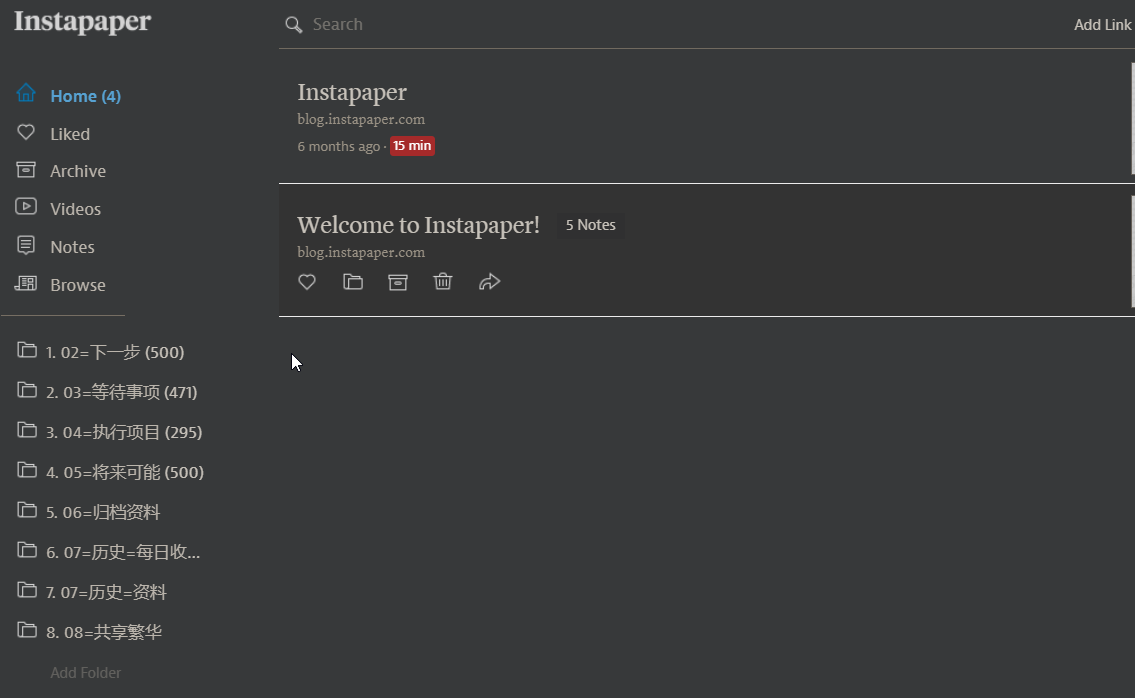 Instapaper
Search
Add Link
Home (4)
Liked
Archive
Videos
Notes
Browse
1. 02=下一步 (500)
2. 03=等待事项 (471)
3. 04=执行项目 (295)
4. 05=将来可能 (500)
5. 06=归档资料
6. 07=历史=每日收...
7. 07=历史=资料
8. 08=共享繁华
Add Folder
Instapaper
blog.instapaper.com
6 months ago · 15 min
Welcome to Instapaper! 5 Notes
blog.instapaper.com